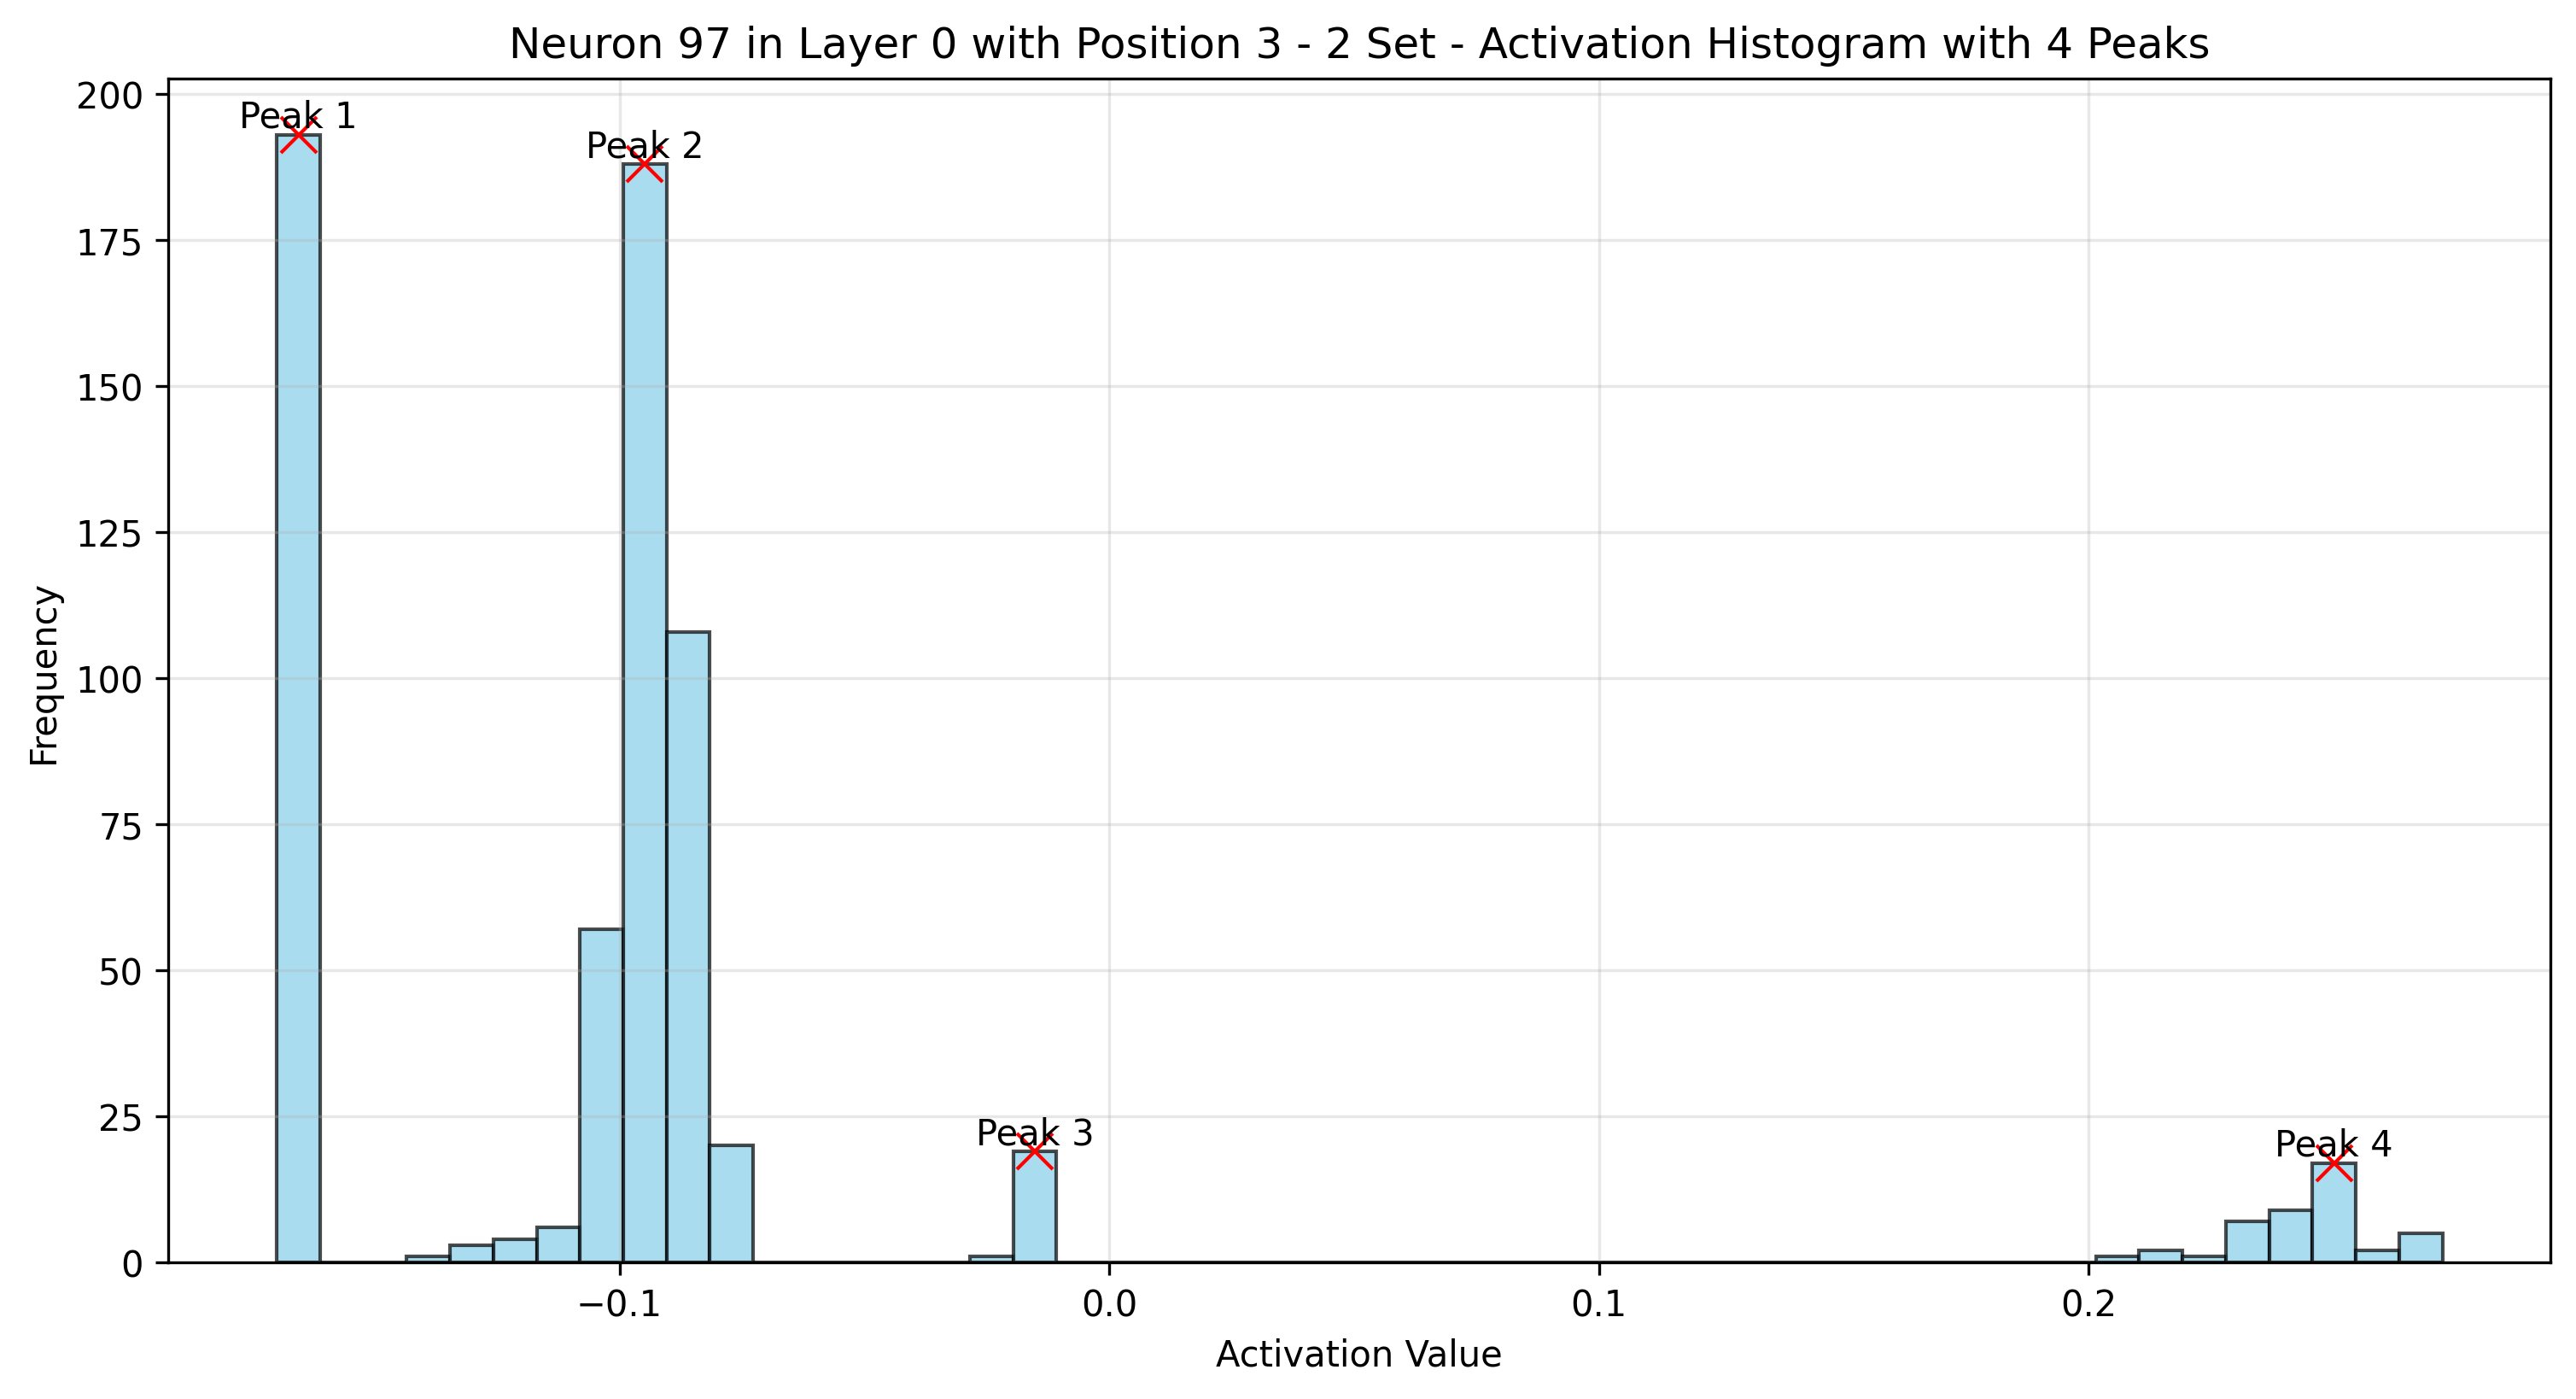 Neuron 97 in Layer 0 with Position 3 - 2 Set - Activation Histogram with 4 Peaks
200
175
150
125
100
75
50
25
0
Frequency
Peak 1
Peak 2
Peak 3
Peak 4
−0.1
0.0
0.1
0.2
Activation Value